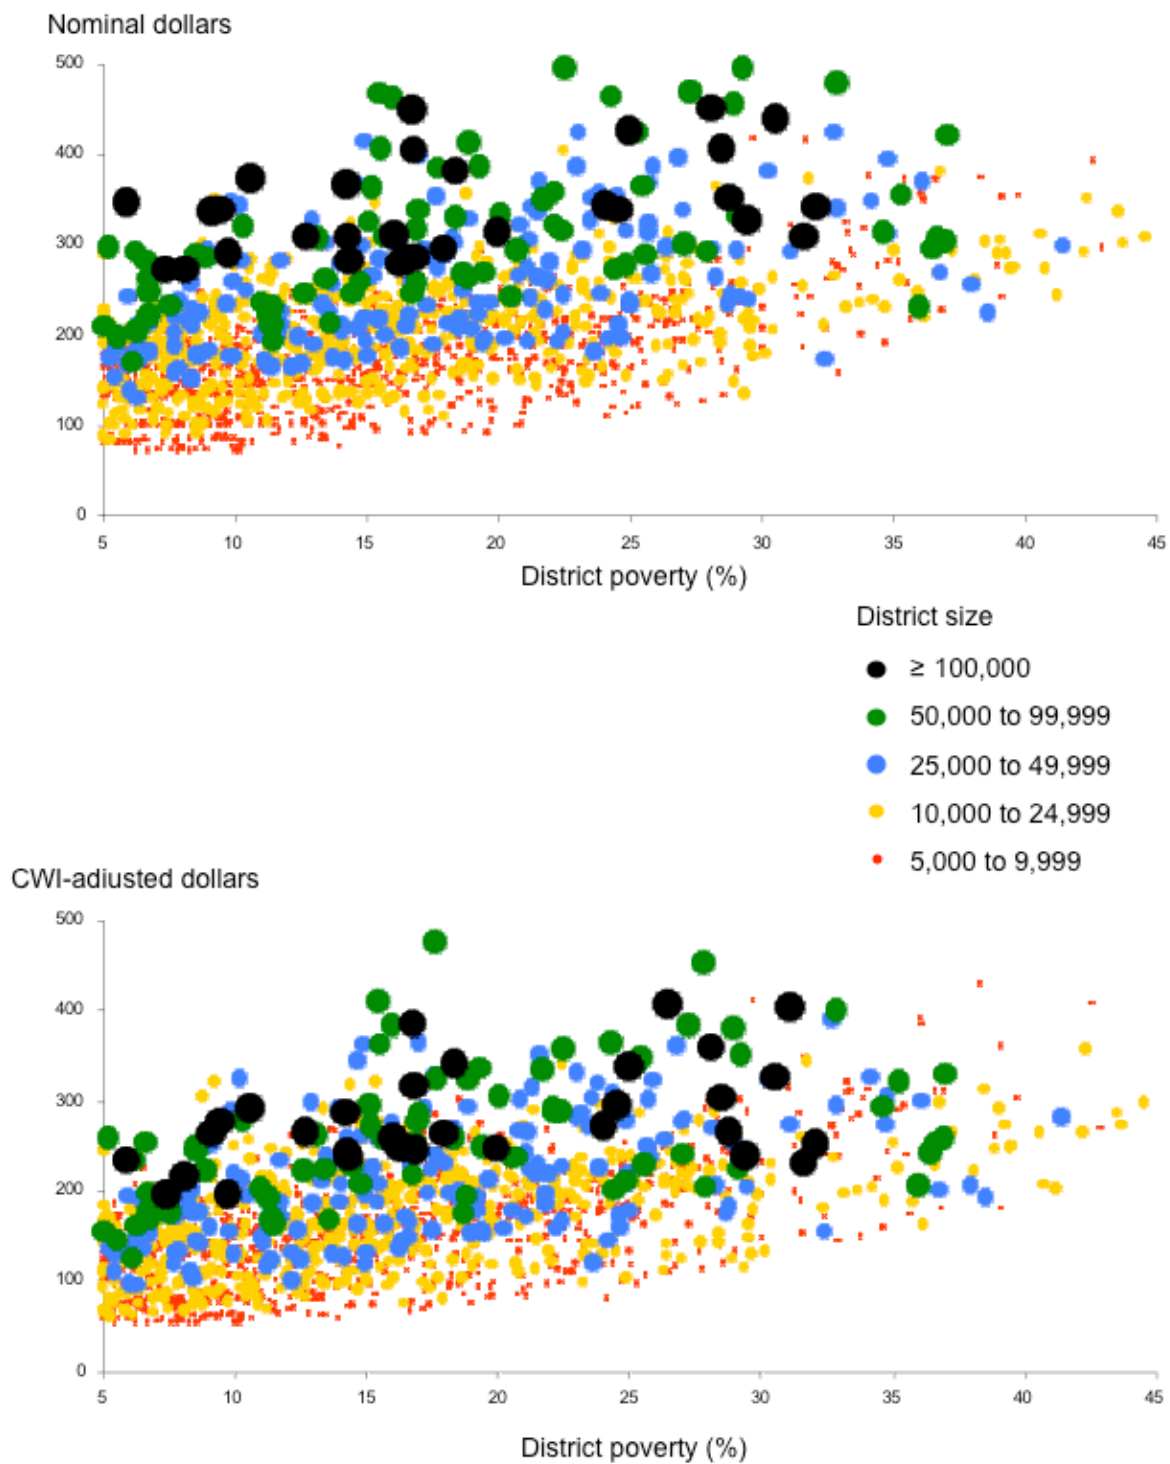 Nominal dollars
500
400
300
200
100
0
5 10 15 20 25 30 35 40 45
District poverty (%)
District size
≥ 100,000
50,000 to 99,999
25,000 to 49,999
10,000 to 24,999
5,000 to 9,999
CWI-adiusted dollars
500
400
300
200
100
0
5 10 15 20 25 30 35 40 45
District poverty (%)